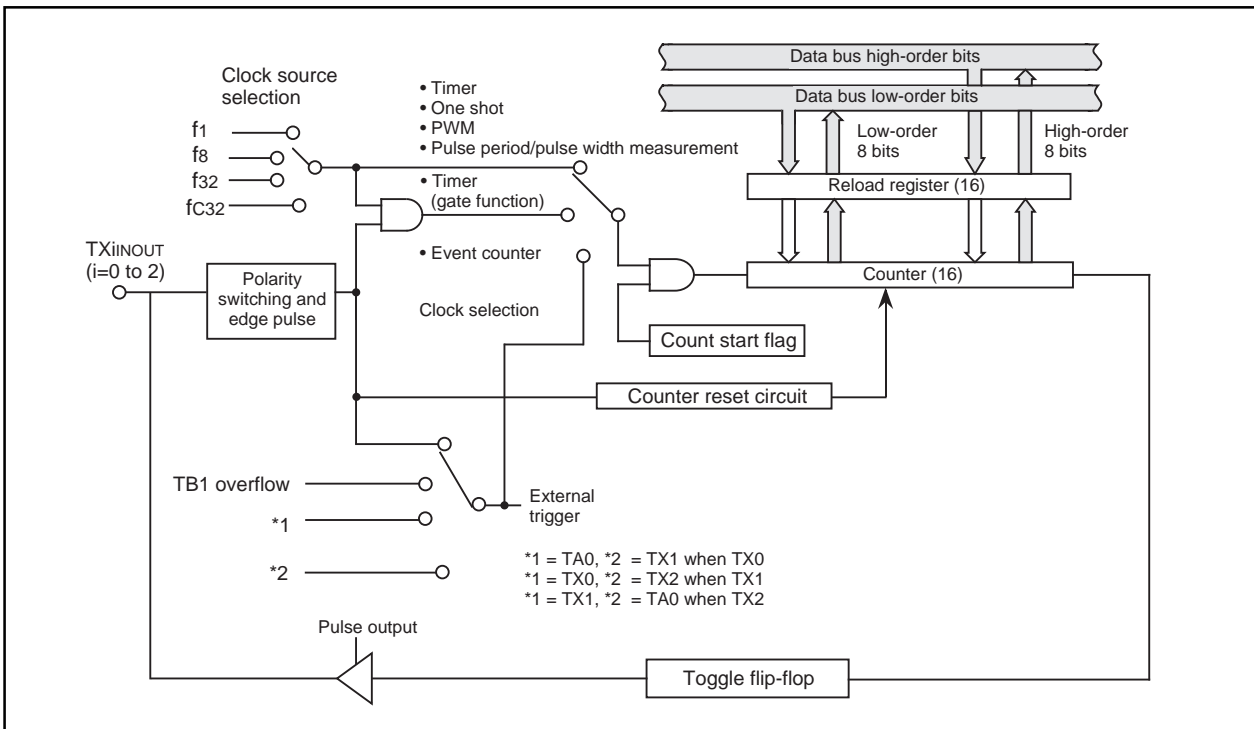 Data bus high-order bits
Data bus low-order bits
Clock source
selection
f1
f8
f32
fC32
• Timer
• One shot
• PWM
• Pulse period/pulse width measurement
Low-order
8 bits
High-order
8 bits
Reload register (16)
• Timer
(gate function)
TXiINOUT
(i=0 to 2)
Polarity
switching and
edge pulse
• Event counter
Counter (16)
Clock selection
Count start flag
Counter reset circuit
TB1 overflow
*1
*2
External
trigger
*1 = TA0, *2 = TX1 when TX0
*1 = TX0, *2 = TX2 when TX1
*1 = TX1, *2 = TA0 when TX2
Pulse output
Toggle flip-flop